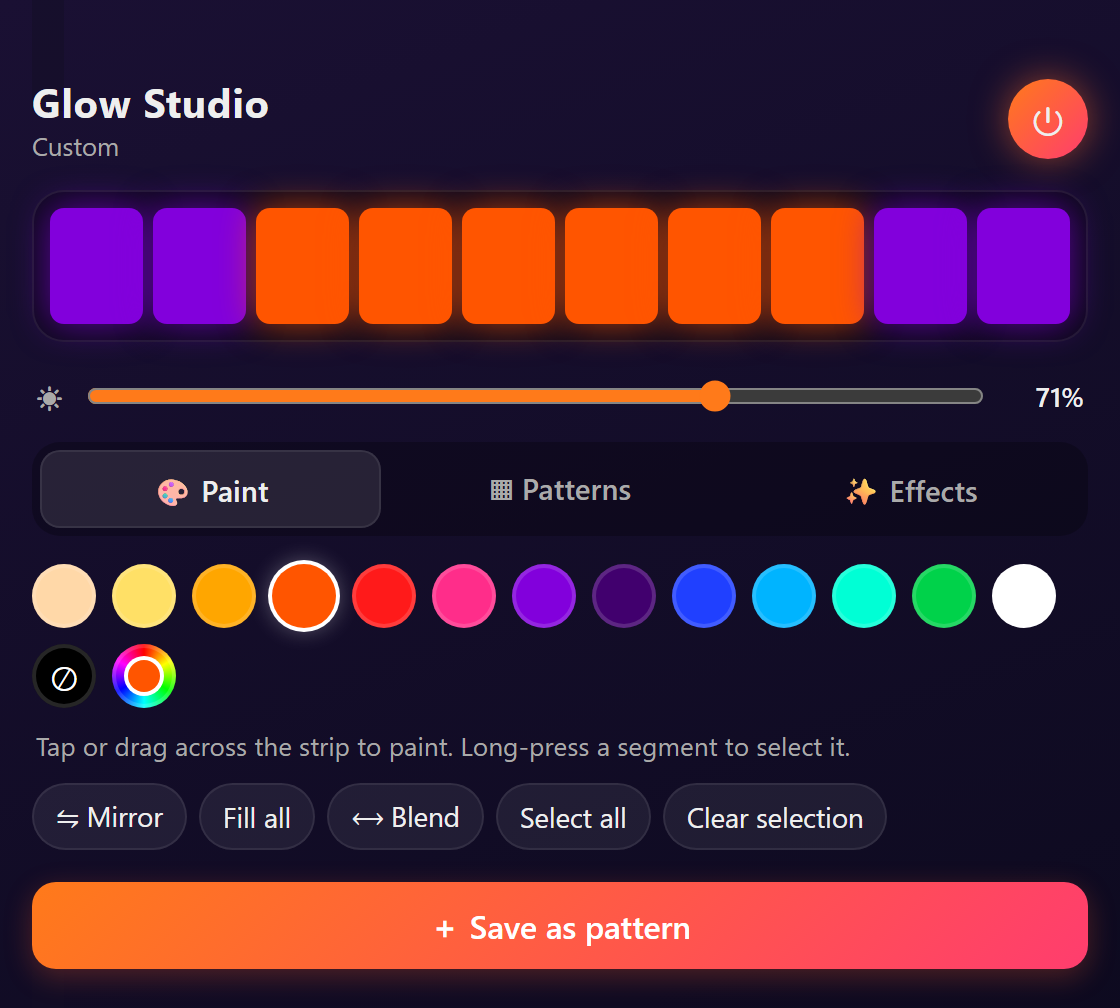 Glow Studio
Custom
71%
🎨 Paint
▦ Patterns
✨ Effects
Tap or drag across the strip to paint. Long-press a segment to select it.
⇋ Mirror
Fill all
⟷ Blend
Select all
Clear selection
+ Save as pattern